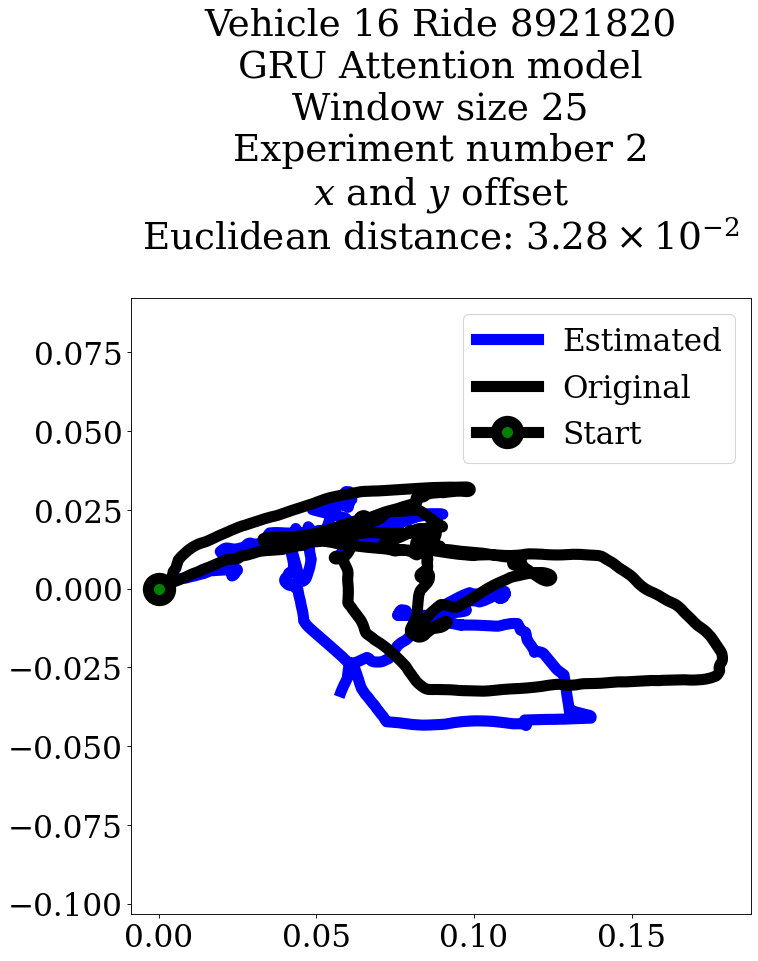 Vehicle 16 Ride 8921820
GRU Attention model
Window size 25
Experiment number 2
x and y offset
Euclidean distance: 3.28 × 10⁻²
Estimated
Original
Start
0.075
0.050
0.025
0.000
−0.025
−0.050
−0.075
−0.100
0.00 0.05 0.10 0.15